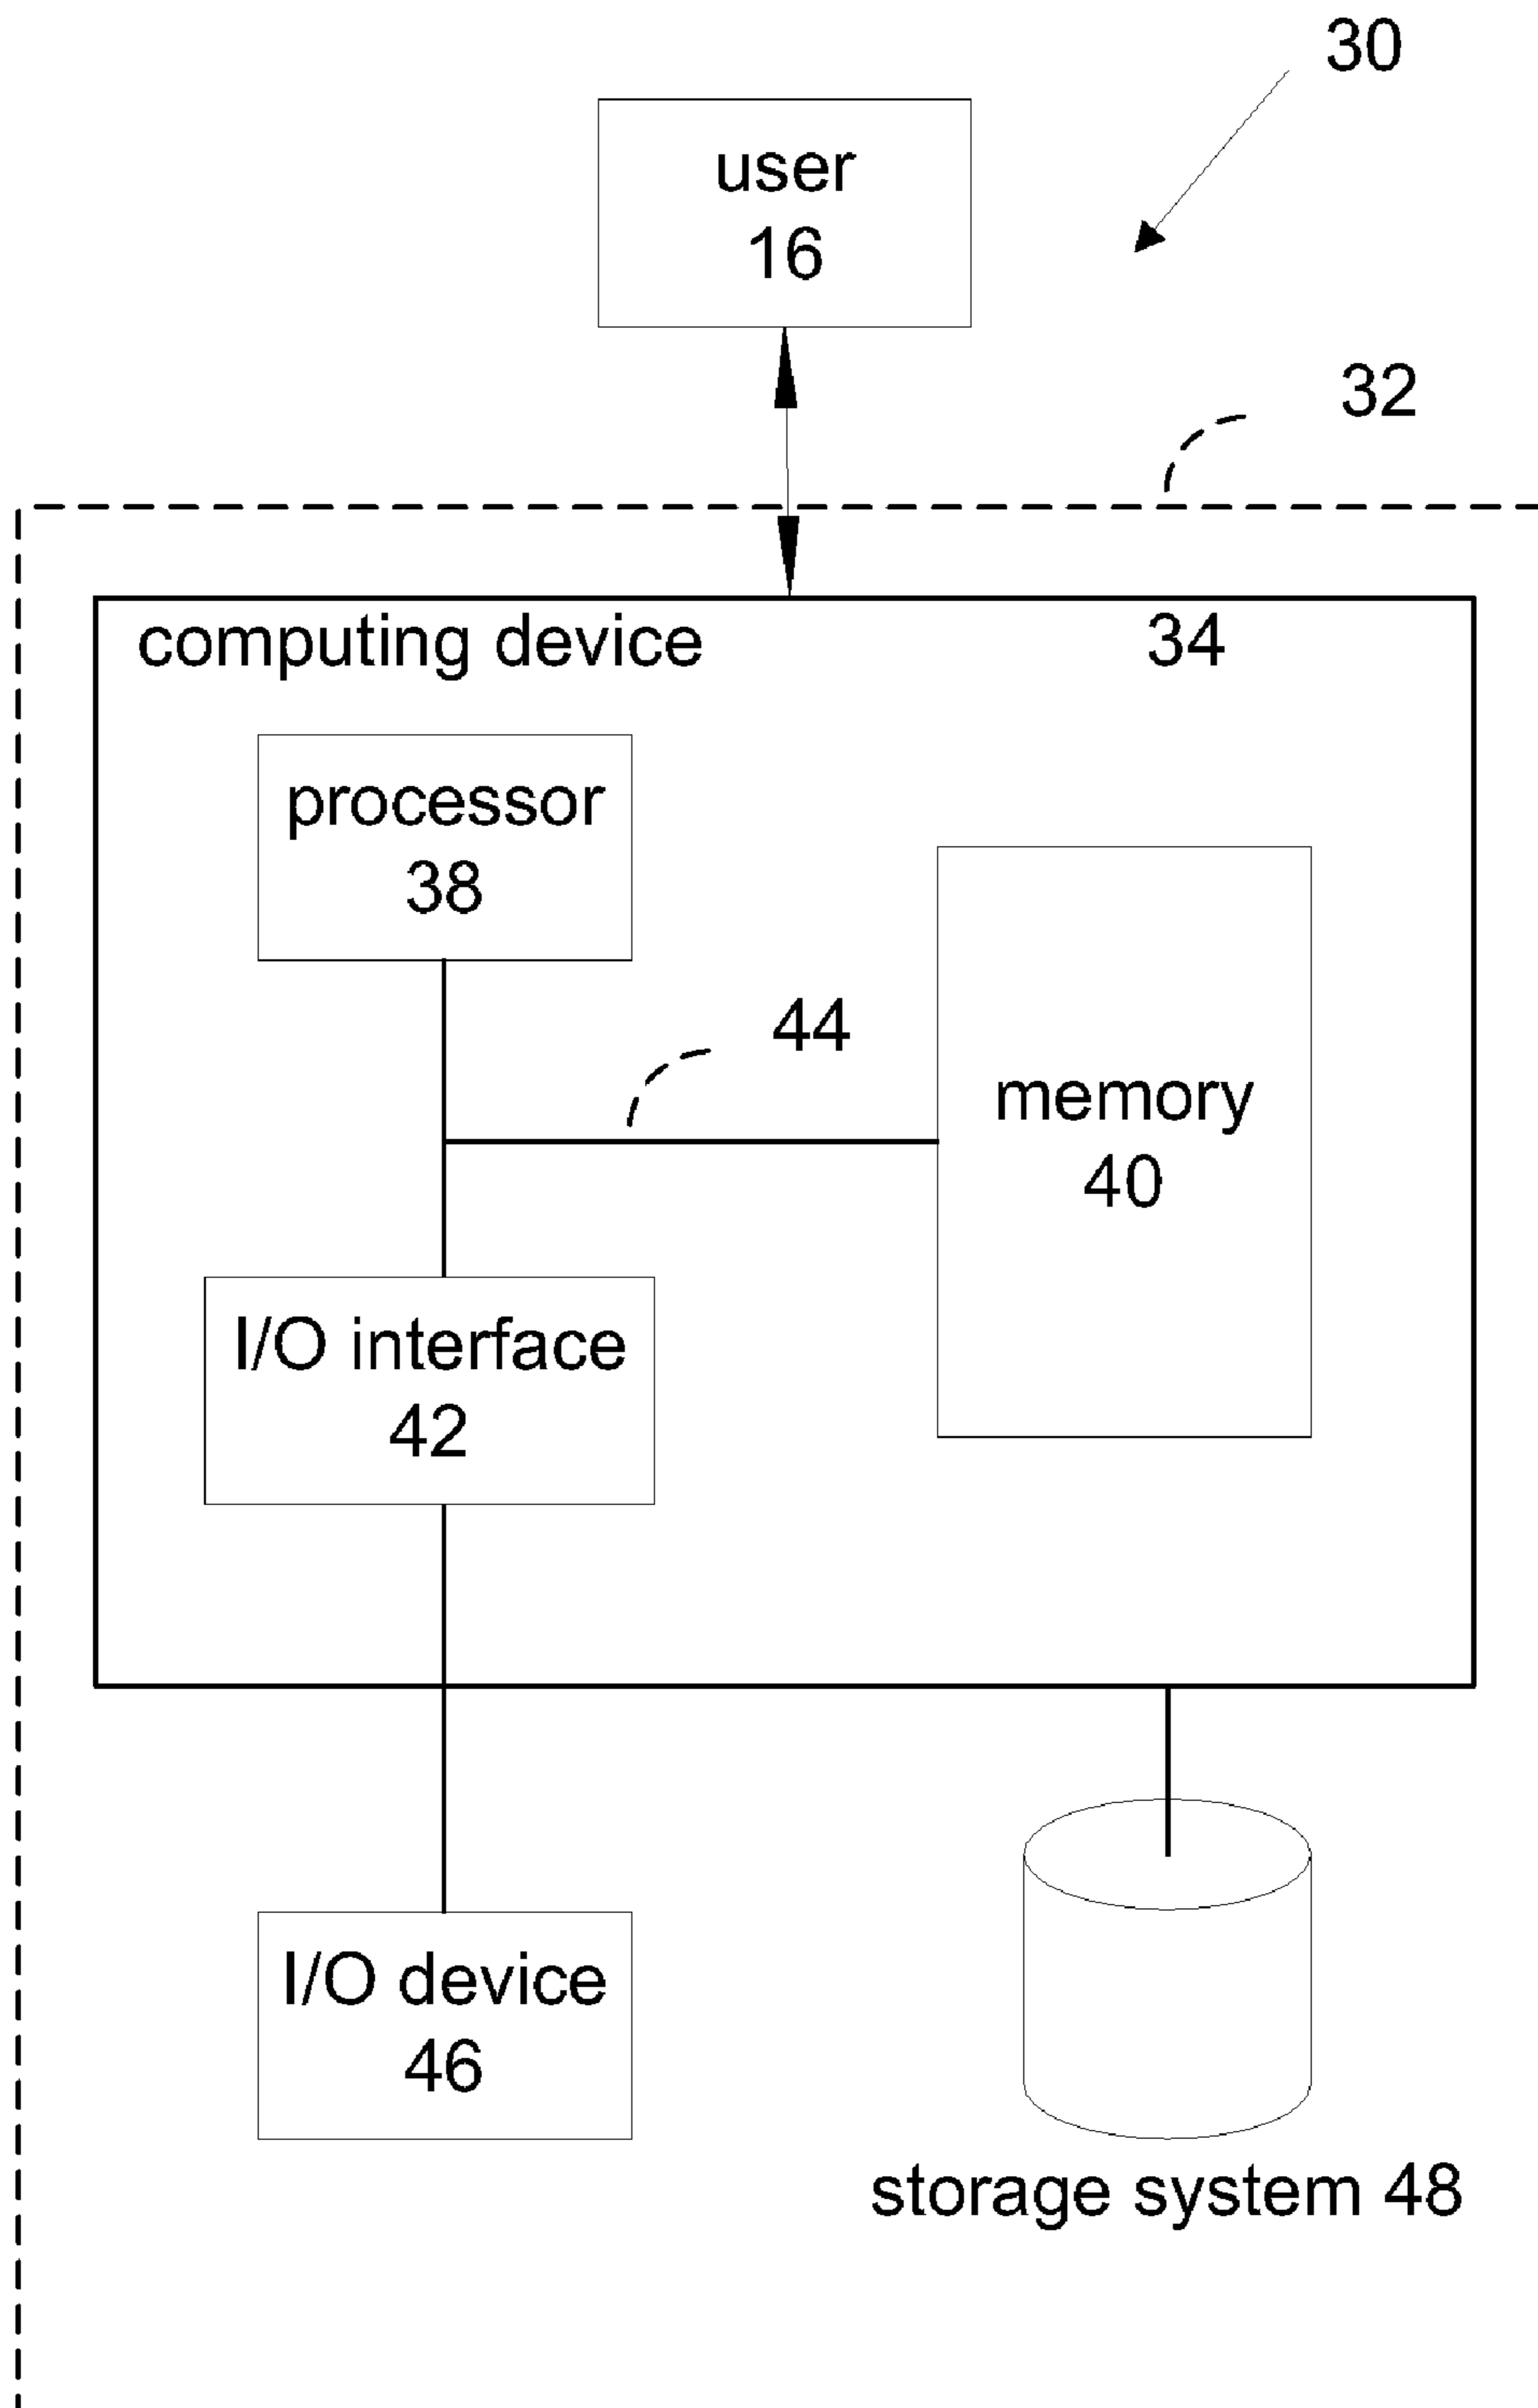 30
user
16
32
computing device 34
processor
38
44
memory
40
I/O interface
42
I/O device
46
storage system 48